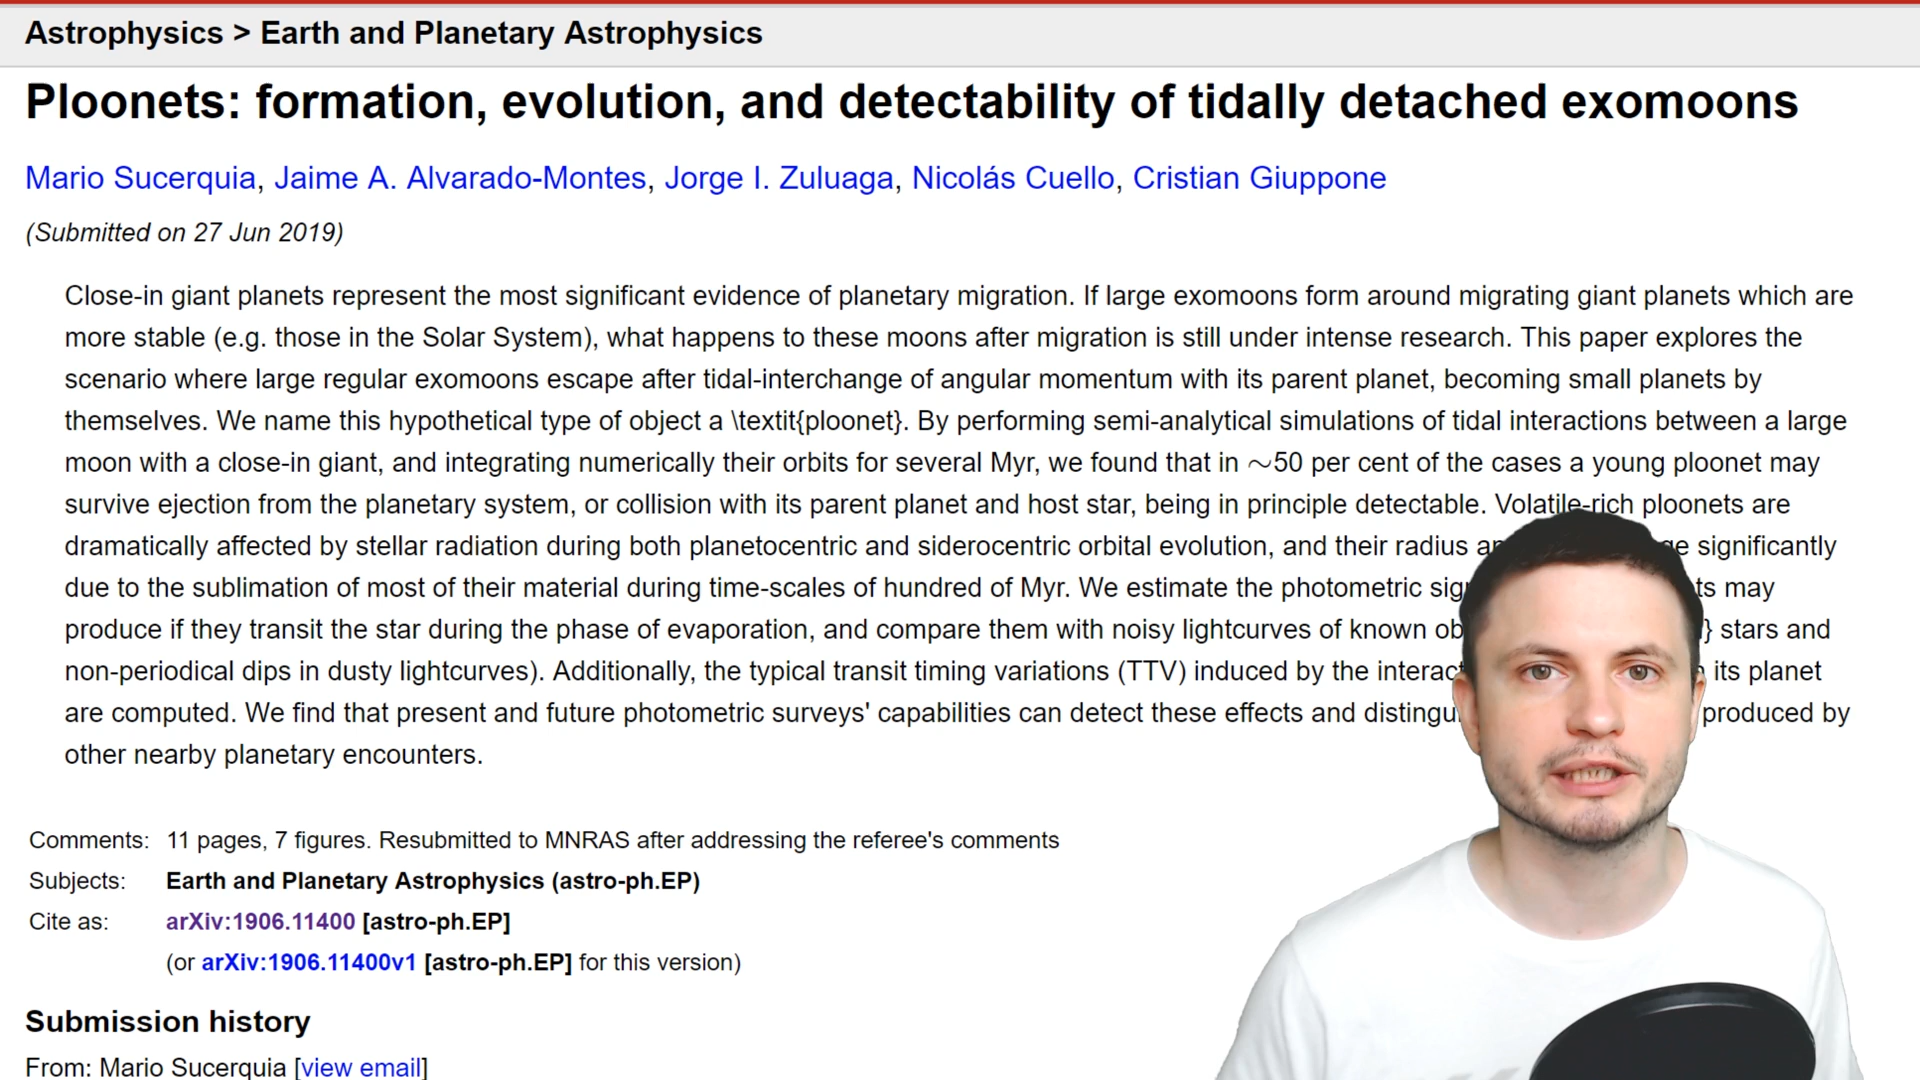 Astrophysics > Earth and Planetary Astrophysics
Ploonets: formation, evolution, and detectability of tidally detached exomoons
Mario Sucerquia, Jaime A. Alvarado-Montes, Jorge I. Zuluaga, Nicolás Cuello, Cristian Giuppone
(Submitted on 27 Jun 2019)
Close-in giant planets represent the most significant evidence of planetary migration. If large exomoons form around migrating giant planets which are
more stable (e.g. those in the Solar System), what happens to these moons after migration is still under intense research. This paper explores the
scenario where large regular exomoons escape after tidal-interchange of angular momentum with its parent planet, becoming small planets by
themselves. We name this hypothetical type of object a \textit{ploonet}. By performing semi-analytical simulations of tidal interactions between a large
moon with a close-in giant, and integrating numerically their orbits for several Myr, we found that in ∼50 per cent of the cases a young ploonet may
survive ejection from the planetary system, or collision with its parent planet and host star, being in principle detectable. Volatile-rich ploonets are
dramatically affected by stellar radiation during both planetocentric and siderocentric orbital evolution, and their radius significantly
due to the sublimation of most of their material during time-scales of hundred of Myr. We estimate the photometric may
produce if they transit the star during the phase of evaporation, and compare them with noisy lightcurves of known } stars and
non-periodical dips in dusty lightcurves). Additionally, the typical transit timing variations (TTV) induced by the its planet
are computed. We find that present and future photometric surveys' capabilities can detect these effects and produced by
other nearby planetary encounters.
Comments: 11 pages, 7 figures. Resubmitted to MNRAS after addressing the referee's comments
Subjects: Earth and Planetary Astrophysics (astro-ph.EP)
Cite as: arXiv:1906.11400 [astro-ph.EP]
(or arXiv:1906.11400v1 [astro-ph.EP] for this version)
Submission history
From: Mario Sucerquia [view email]